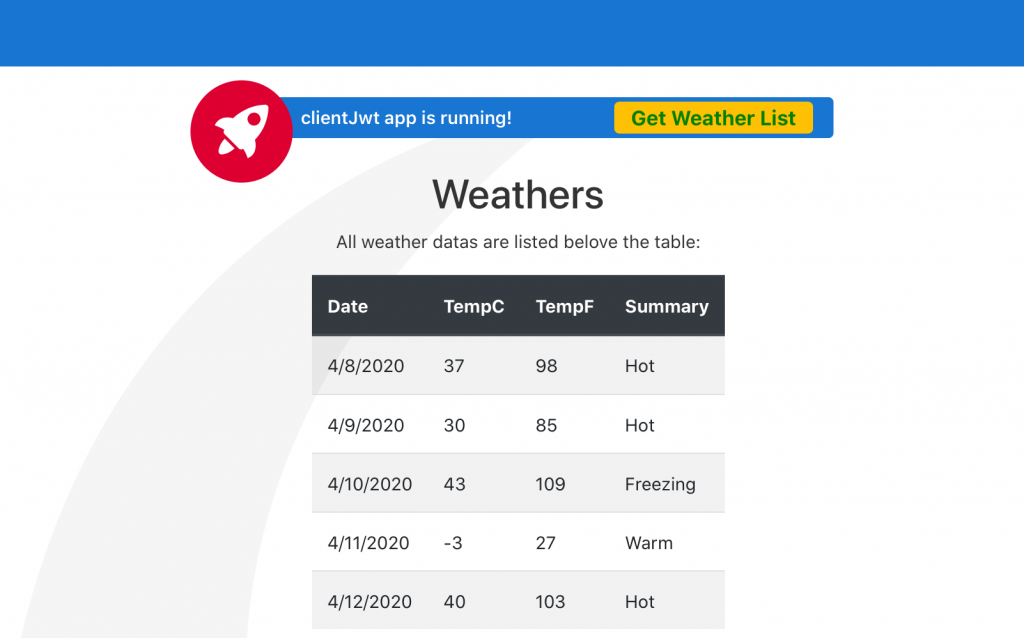 clientJwt app is running! Get Weather List
Weathers
All weather datas are listed belove the table:
Date TempC TempF Summary
4/8/2020 37 98 Hot
4/9/2020 30 85 Hot
4/10/2020 43 109 Freezing
4/11/2020 -3 27 Warm
4/12/2020 40 103 Hot